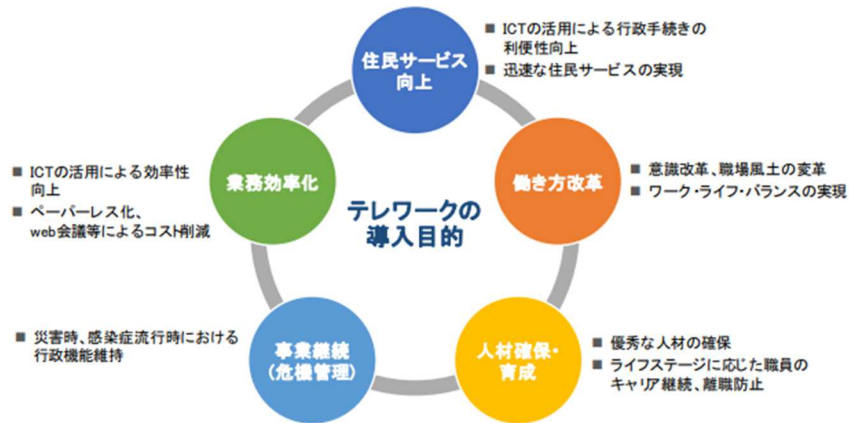 住民サービス
向上
■ ICTの活用による行政手続きの
利便性向上
■ 迅速な住民サービスの実現
働き方改革
■ 意識改革、職場風土の変革
■ ワーク・ライフ・バランスの実現
人材確保・
育成
■ 優秀な人材の確保
■ ライフステージに応じた職員の
キャリア継続、離職防止
事業継続
(危機管理)
■ 災害時、感染症流行時における
行政機能維持
業務効率化
■ ICTの活用による効率性
向上
■ ペーパーレス化、
web会議等によるコスト削減
テレワークの
導入目的